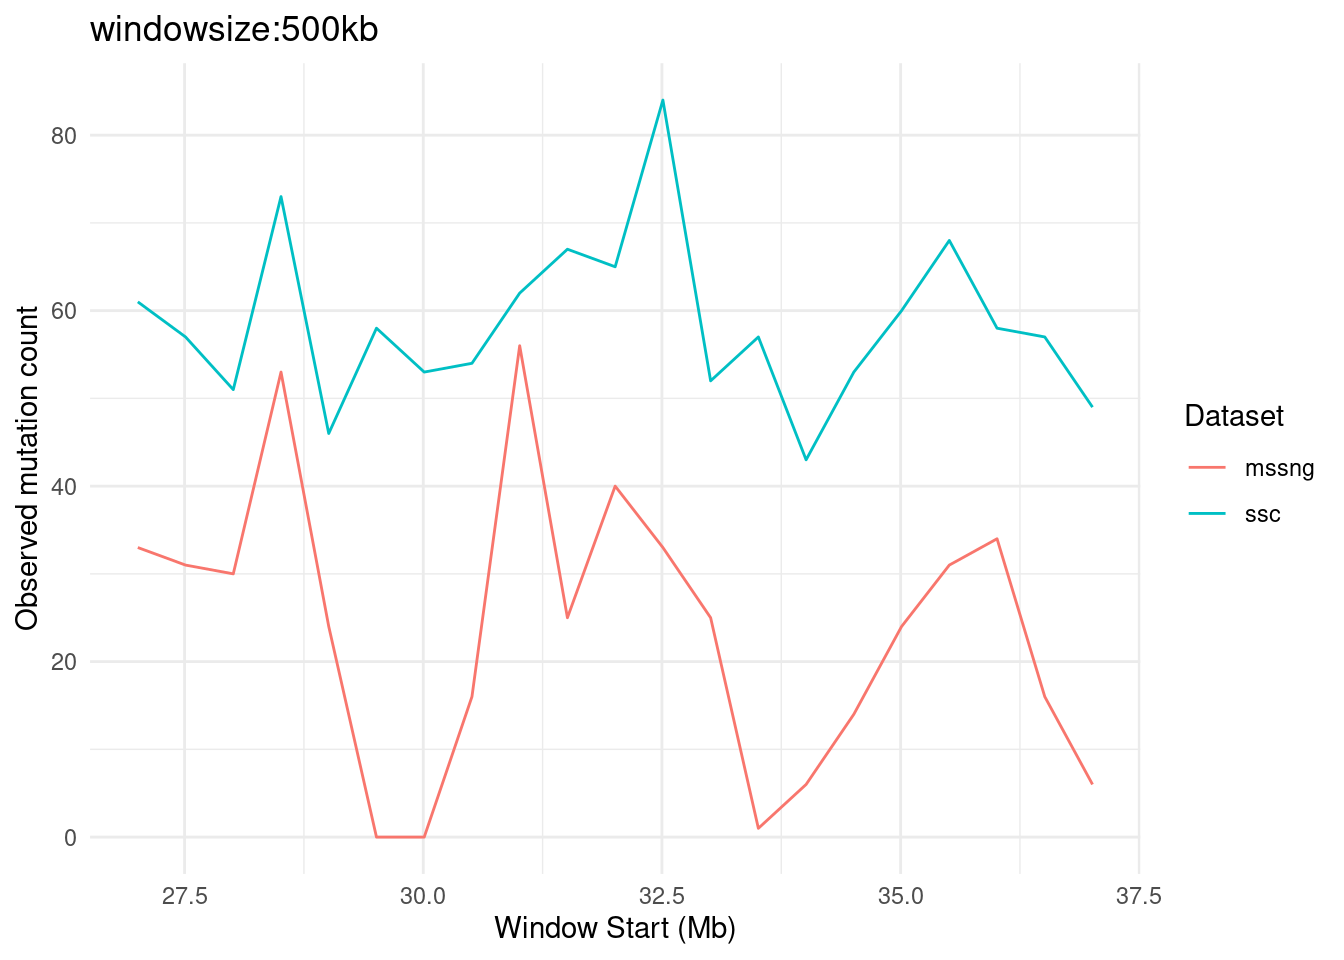 windowsize:500kb
80
60
40
20
0
Observed mutation count
27.5 30.0 32.5 35.0 37.5
Window Start (Mb)
Dataset
mssng
ssc